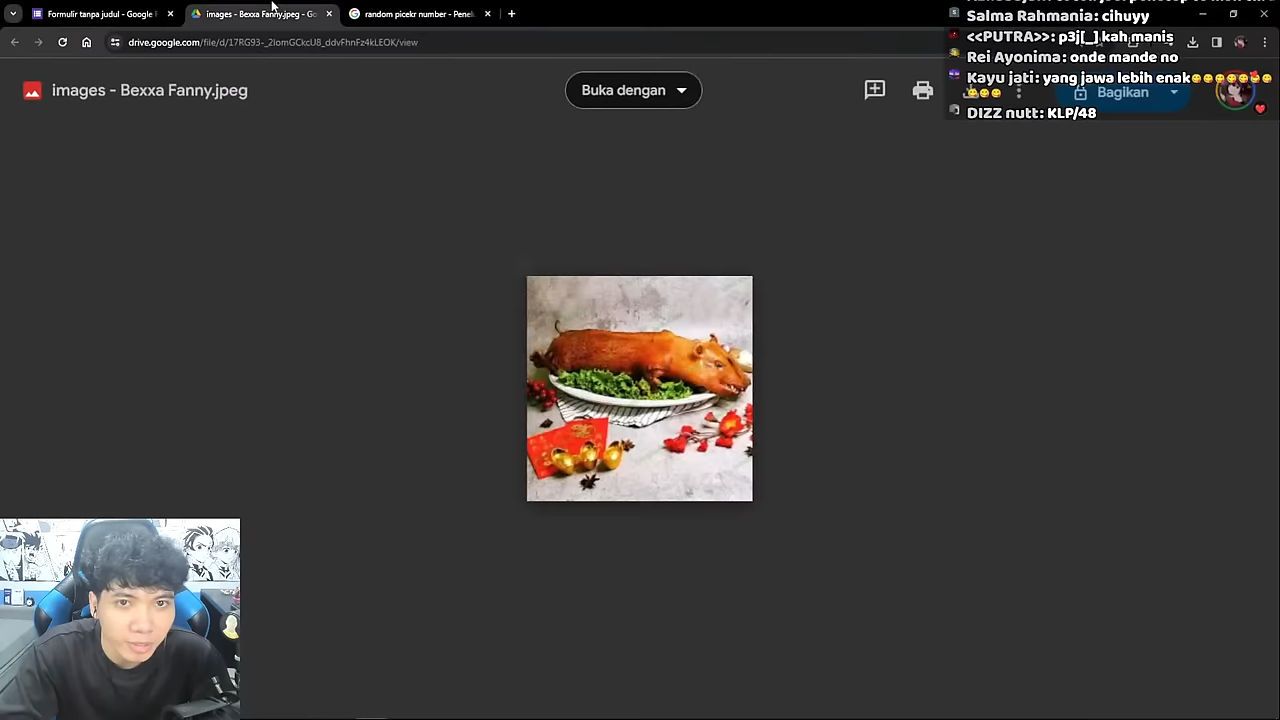 Formulir tanpa judul - Google F
images - Bexxa Fanny.jpeg - Go
random picekr number - Penel
drive.google.com/file/d/17RG93-_2lomGCkcU8_ddvFhnFz4kLEOK/view
images - Bexxa Fanny.jpeg
Buka dengan
Bagikan
Salma Rahmania: cihuyy
<<PUTRA>>: p3j[_] kah manis
Rei Ayonima: onde mande no
Kayu jati: yang jawa lebih enak😋😋😋😋😋🥰😋
😋😋😋
DIZZ nutt: KLP/48